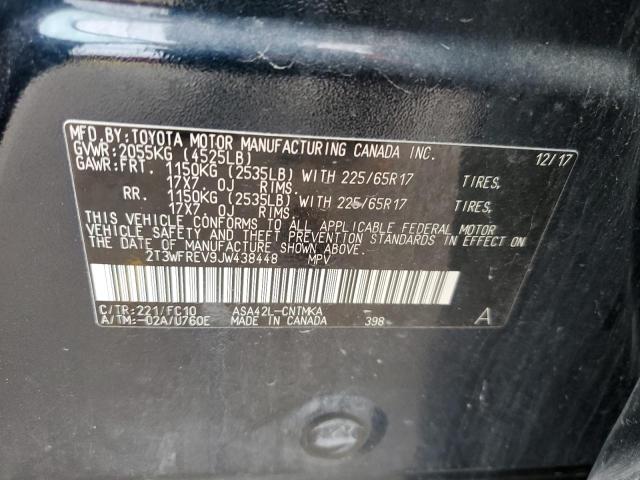 MFD.BY:TOYOTA MOTOR MANUFACTURING CANADA INC.
GVWR:2055KG (4525LB) 12/17
GAWR:FRT. 1150KG (2535LB) WITH 225/65R17 TIRES,
17X7.0J RIMS.
RR. 1150KG (2535LB) WITH 225/65R17 TIRES,
17X7.0J RIMS.
THIS VEHICLE CONFORMS TO ALL APPLICABLE FEDERAL MOTOR
VEHICLE SAFETY AND THEFT PREVENTION STANDARDS IN EFFECT
ON THE DATE OF MANUFACTURE SHOWN ABOVE.
2T3WFREV9JW438448 MPV
C/TR:221/FC10 ASA42L-CNTMKA
A/TM:-02A/U760E MADE IN CANADA 398 A